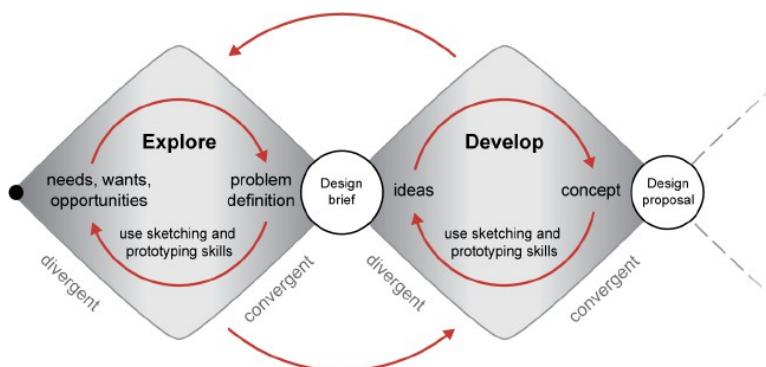 Explore
needs, wants,
opportunities
problem
definition
use sketching and
prototyping skills
divergent
convergent
Design
brief
Develop
ideas
concept
use sketching and
prototyping skills
divergent
convergent
Design
proposal